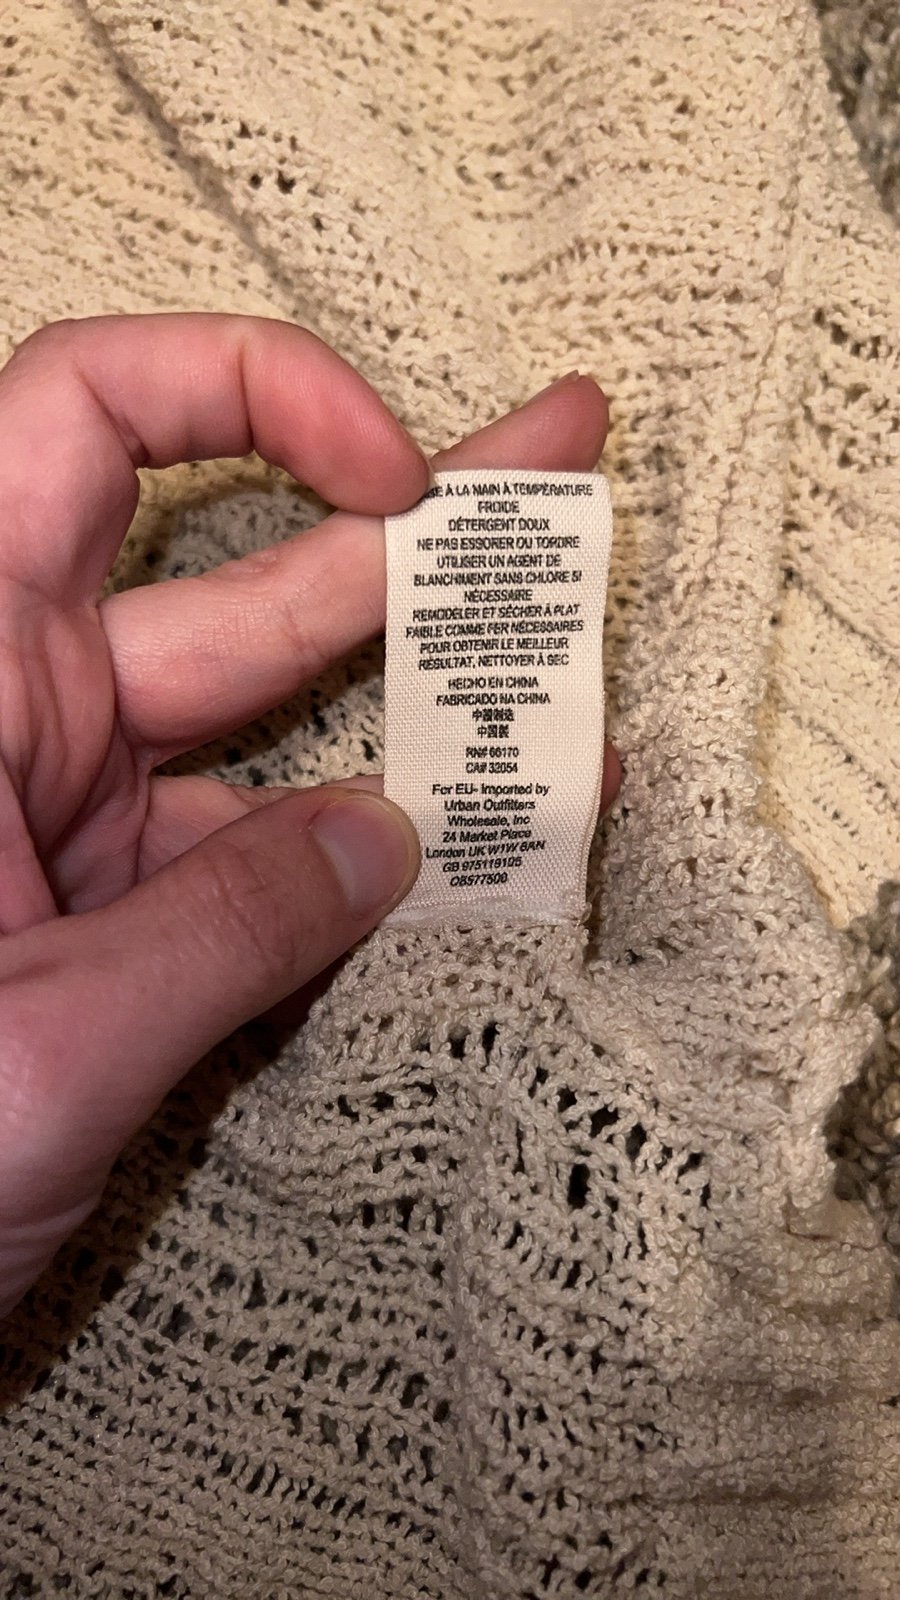 À LA MAIN À TEMPÉRATURE
FROIDE
DÉTERGENT DOUX
NE PAS ESSORER OU TORDRE
UTILISER UN AGENT DE
BLANCHIMENT SANS CHLORE SI
NÉCESSAIRE
REMODELER ET SÉCHER À PLAT
FAIBLE COMME FER NÉCESSAIRES
POUR OBTENIR LE MEILLEUR
RÉSULTAT, NETTOYER À SEC
HECHO EN CHINA
FABRICADO NA CHINA
中國製造
中国製
RN# 66170
CA# 32054
For EU- Imported by
Urban Outfitters
Wholesale, Inc
24 Market Place
London UK W1W 8AN
GB 975119105
OB577500